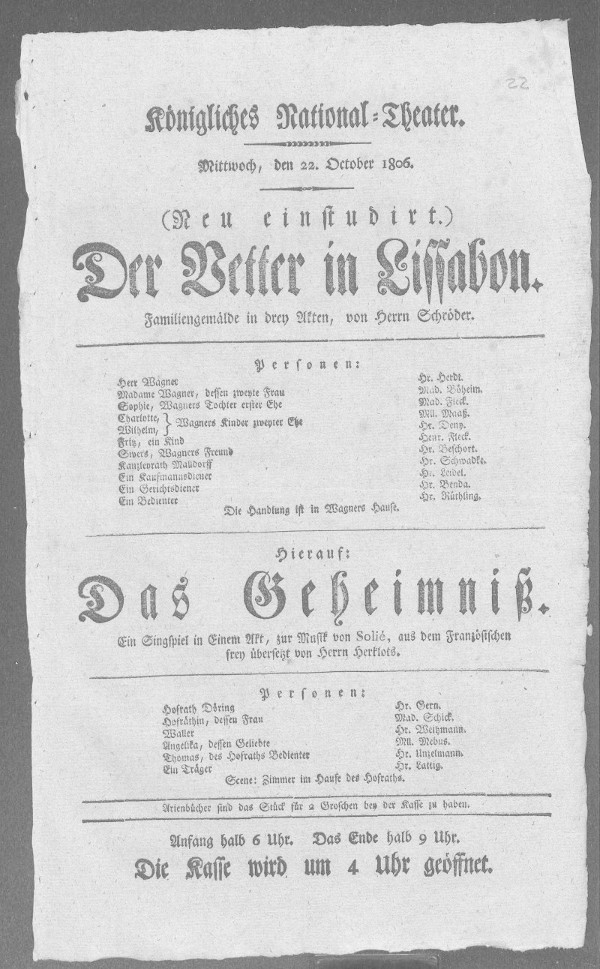 22
Königliches National-Theater.
Mittwoch, den 22. October 1806.
(Neu einstudirt.)
Der Vetter in Lissabon.
Familiengemälde in drey Akten, von Herrn Schröder.
Personen:
Herr Wagner Hr. Herdt.
Madame Wagner, dessen zweyte Frau Mad. Böheim.
Sophie, Wagners Tochter erster Ehe Mad. Fleck.
Charlotte, Mll. Maaß.
Wilhelm, } Wagners Kinder zweyter Ehe Hr. Demy.
Fritz, ein Kind Henr. Fleck.
Sivers, Wagners Freund Hr. Beschort.
Kanzleyrath Mallsdorff Hr. Schwadke.
Ein Kaufmannsdiener Hr. Leidel.
Ein Gerichtsdiener Hr. Benda.
Ein Bedienter Hr. Rüthling.
Die Handlung ist in Wagners Hause.
Hierauf:
Das Geheimniß.
Ein Singspiel in Einem Akt, zur Musik von Solié, aus dem Französischen
frey übersetzt von Herrn Herklots.
Personen:
Hofrath Döring Hr. Gern.
Hofräthin, dessen Frau Mad. Schick.
Waller Hr. Weitzmann.
Angelika, dessen Geliebte Mll. Mebus.
Thomas, des Hofraths Bedienter Hr. Unzelmann.
Ein Träger Hr. Lattig.
Scene: Zimmer im Hause des Hofraths.
Arienbücher sind das Stück für 2 Groschen bey der Kasse zu haben.
Anfang halb 6 Uhr. Das Ende halb 9 Uhr.
Die Kasse wird um 4 Uhr geöffnet.